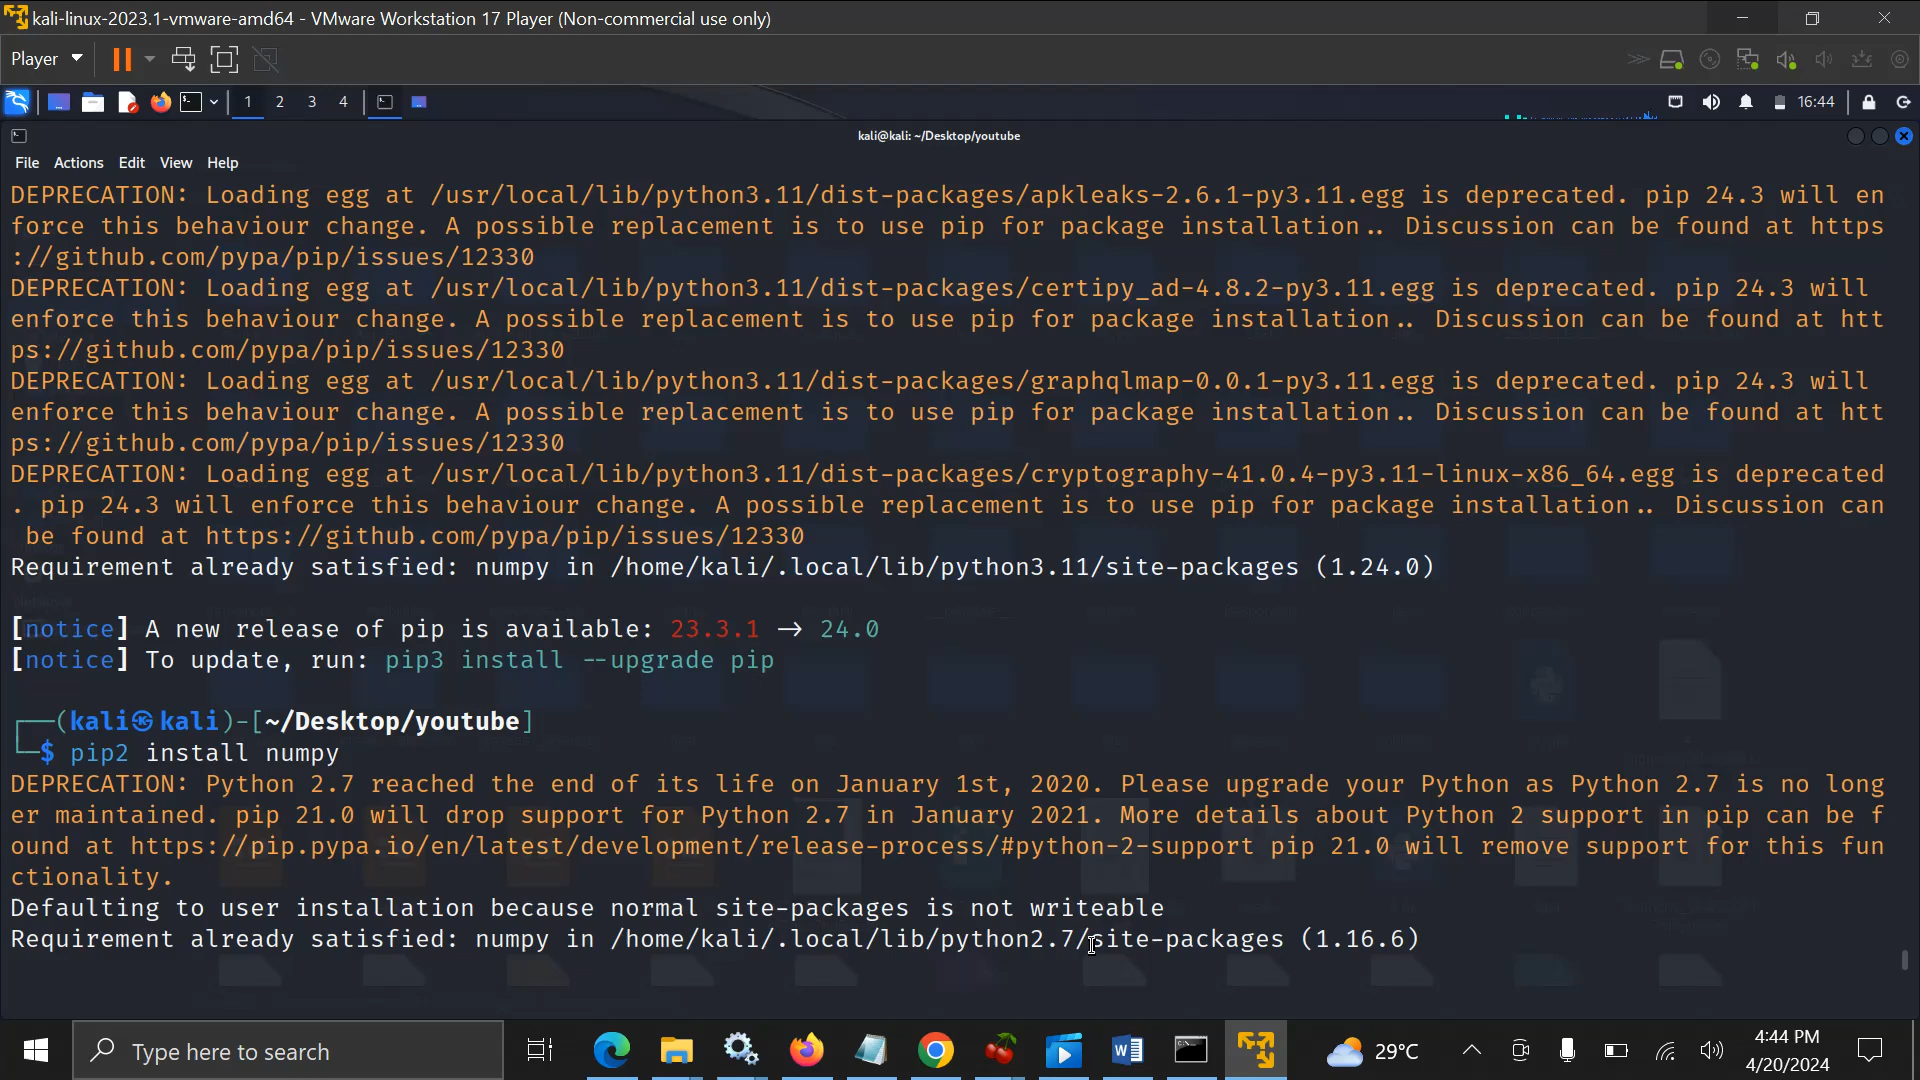 kali-linux-2023.1-vmware-amd64 - VMware Workstation 17 Player (Non-commercial use only)
Player
1 2 3 4 16:44
kali@kali: ~/Desktop/youtube
File Actions Edit View Help
DEPRECATION: Loading egg at /usr/local/lib/python3.11/dist-packages/apkleaks-2.6.1-py3.11.egg is deprecated. pip 24.3 will en
force this behaviour change. A possible replacement is to use pip for package installation.. Discussion can be found at https
://github.com/pypa/pip/issues/12330
DEPRECATION: Loading egg at /usr/local/lib/python3.11/dist-packages/certipy_ad-4.8.2-py3.11.egg is deprecated. pip 24.3 will
enforce this behaviour change. A possible replacement is to use pip for package installation.. Discussion can be found at htt
ps://github.com/pypa/pip/issues/12330
DEPRECATION: Loading egg at /usr/local/lib/python3.11/dist-packages/graphqlmap-0.0.1-py3.11.egg is deprecated. pip 24.3 will
enforce this behaviour change. A possible replacement is to use pip for package installation.. Discussion can be found at htt
ps://github.com/pypa/pip/issues/12330
DEPRECATION: Loading egg at /usr/local/lib/python3.11/dist-packages/cryptography-41.0.4-py3.11-linux-x86_64.egg is deprecated
. pip 24.3 will enforce this behaviour change. A possible replacement is to use pip for package installation.. Discussion can
be found at https://github.com/pypa/pip/issues/12330
Requirement already satisfied: numpy in /home/kali/.local/lib/python3.11/site-packages (1.24.0)
[notice] A new release of pip is available: 23.3.1 → 24.0
[notice] To update, run: pip3 install --upgrade pip
┌──(kali㉿kali)-[~/Desktop/youtube]
└─$ pip2 install numpy
DEPRECATION: Python 2.7 reached the end of its life on January 1st, 2020. Please upgrade your Python as Python 2.7 is no long
er maintained. pip 21.0 will drop support for Python 2.7 in January 2021. More details about Python 2 support in pip can be f
ound at https://pip.pypa.io/en/latest/development/release-process/#python-2-support pip 21.0 will remove support for this fun
ctionality.
Defaulting to user installation because normal site-packages is not writeable
Requirement already satisfied: numpy in /home/kali/.local/lib/python2.7/site-packages (1.16.6)
Type here to search
29°C
4:44 PM
4/20/2024